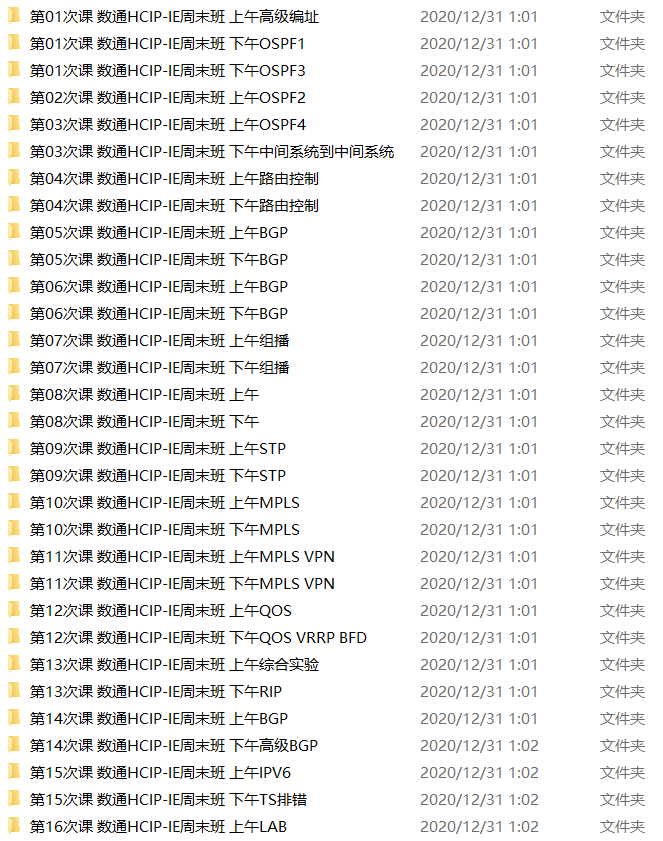 第01次课 数通HCIP-IE周末班 上午高级编址 2020/12/31 1:01 文件夹
第01次课 数通HCIP-IE周末班 下午OSPF1 2020/12/31 1:01 文件夹
第01次课 数通HCIP-IE周末班 下午OSPF3 2020/12/31 1:01 文件夹
第02次课 数通HCIP-IE周末班 上午OSPF2 2020/12/31 1:01 文件夹
第03次课 数通HCIP-IE周末班 上午OSPF4 2020/12/31 1:01 文件夹
第03次课 数通HCIP-IE周末班 下午中间系统到中间系统 2020/12/31 1:01 文件夹
第04次课 数通HCIP-IE周末班 上午路由控制 2020/12/31 1:01 文件夹
第04次课 数通HCIP-IE周末班 下午路由控制 2020/12/31 1:01 文件夹
第05次课 数通HCIP-IE周末班 上午BGP 2020/12/31 1:01 文件夹
第05次课 数通HCIP-IE周末班 下午BGP 2020/12/31 1:01 文件夹
第06次课 数通HCIP-IE周末班 上午BGP 2020/12/31 1:01 文件夹
第06次课 数通HCIP-IE周末班 下午BGP 2020/12/31 1:01 文件夹
第07次课 数通HCIP-IE周末班 上午组播 2020/12/31 1:01 文件夹
第07次课 数通HCIP-IE周末班 下午组播 2020/12/31 1:01 文件夹
第08次课 数通HCIP-IE周末班 上午 2020/12/31 1:01 文件夹
第08次课 数通HCIP-IE周末班 下午 2020/12/31 1:01 文件夹
第09次课 数通HCIP-IE周末班 上午STP 2020/12/31 1:01 文件夹
第09次课 数通HCIP-IE周末班 下午STP 2020/12/31 1:01 文件夹
第10次课 数通HCIP-IE周末班 上午MPLS 2020/12/31 1:01 文件夹
第10次课 数通HCIP-IE周末班 下午MPLS 2020/12/31 1:01 文件夹
第11次课 数通HCIP-IE周末班 上午MPLS VPN 2020/12/31 1:01 文件夹
第11次课 数通HCIP-IE周末班 下午MPLS VPN 2020/12/31 1:01 文件夹
第12次课 数通HCIP-IE周末班 上午QOS 2020/12/31 1:01 文件夹
第12次课 数通HCIP-IE周末班 下午QOS VRRP BFD 2020/12/31 1:01 文件夹
第13次课 数通HCIP-IE周末班 上午综合实验 2020/12/31 1:01 文件夹
第13次课 数通HCIP-IE周末班 下午RIP 2020/12/31 1:01 文件夹
第14次课 数通HCIP-IE周末班 上午BGP 2020/12/31 1:01 文件夹
第14次课 数通HCIP-IE周末班 下午高级BGP 2020/12/31 1:02 文件夹
第15次课 数通HCIP-IE周末班 上午IPV6 2020/12/31 1:02 文件夹
第15次课 数通HCIP-IE周末班 下午TS排错 2020/12/31 1:02 文件夹
第16次课 数通HCIP-IE周末班 上午LAB 2020/12/31 1:02 文件夹